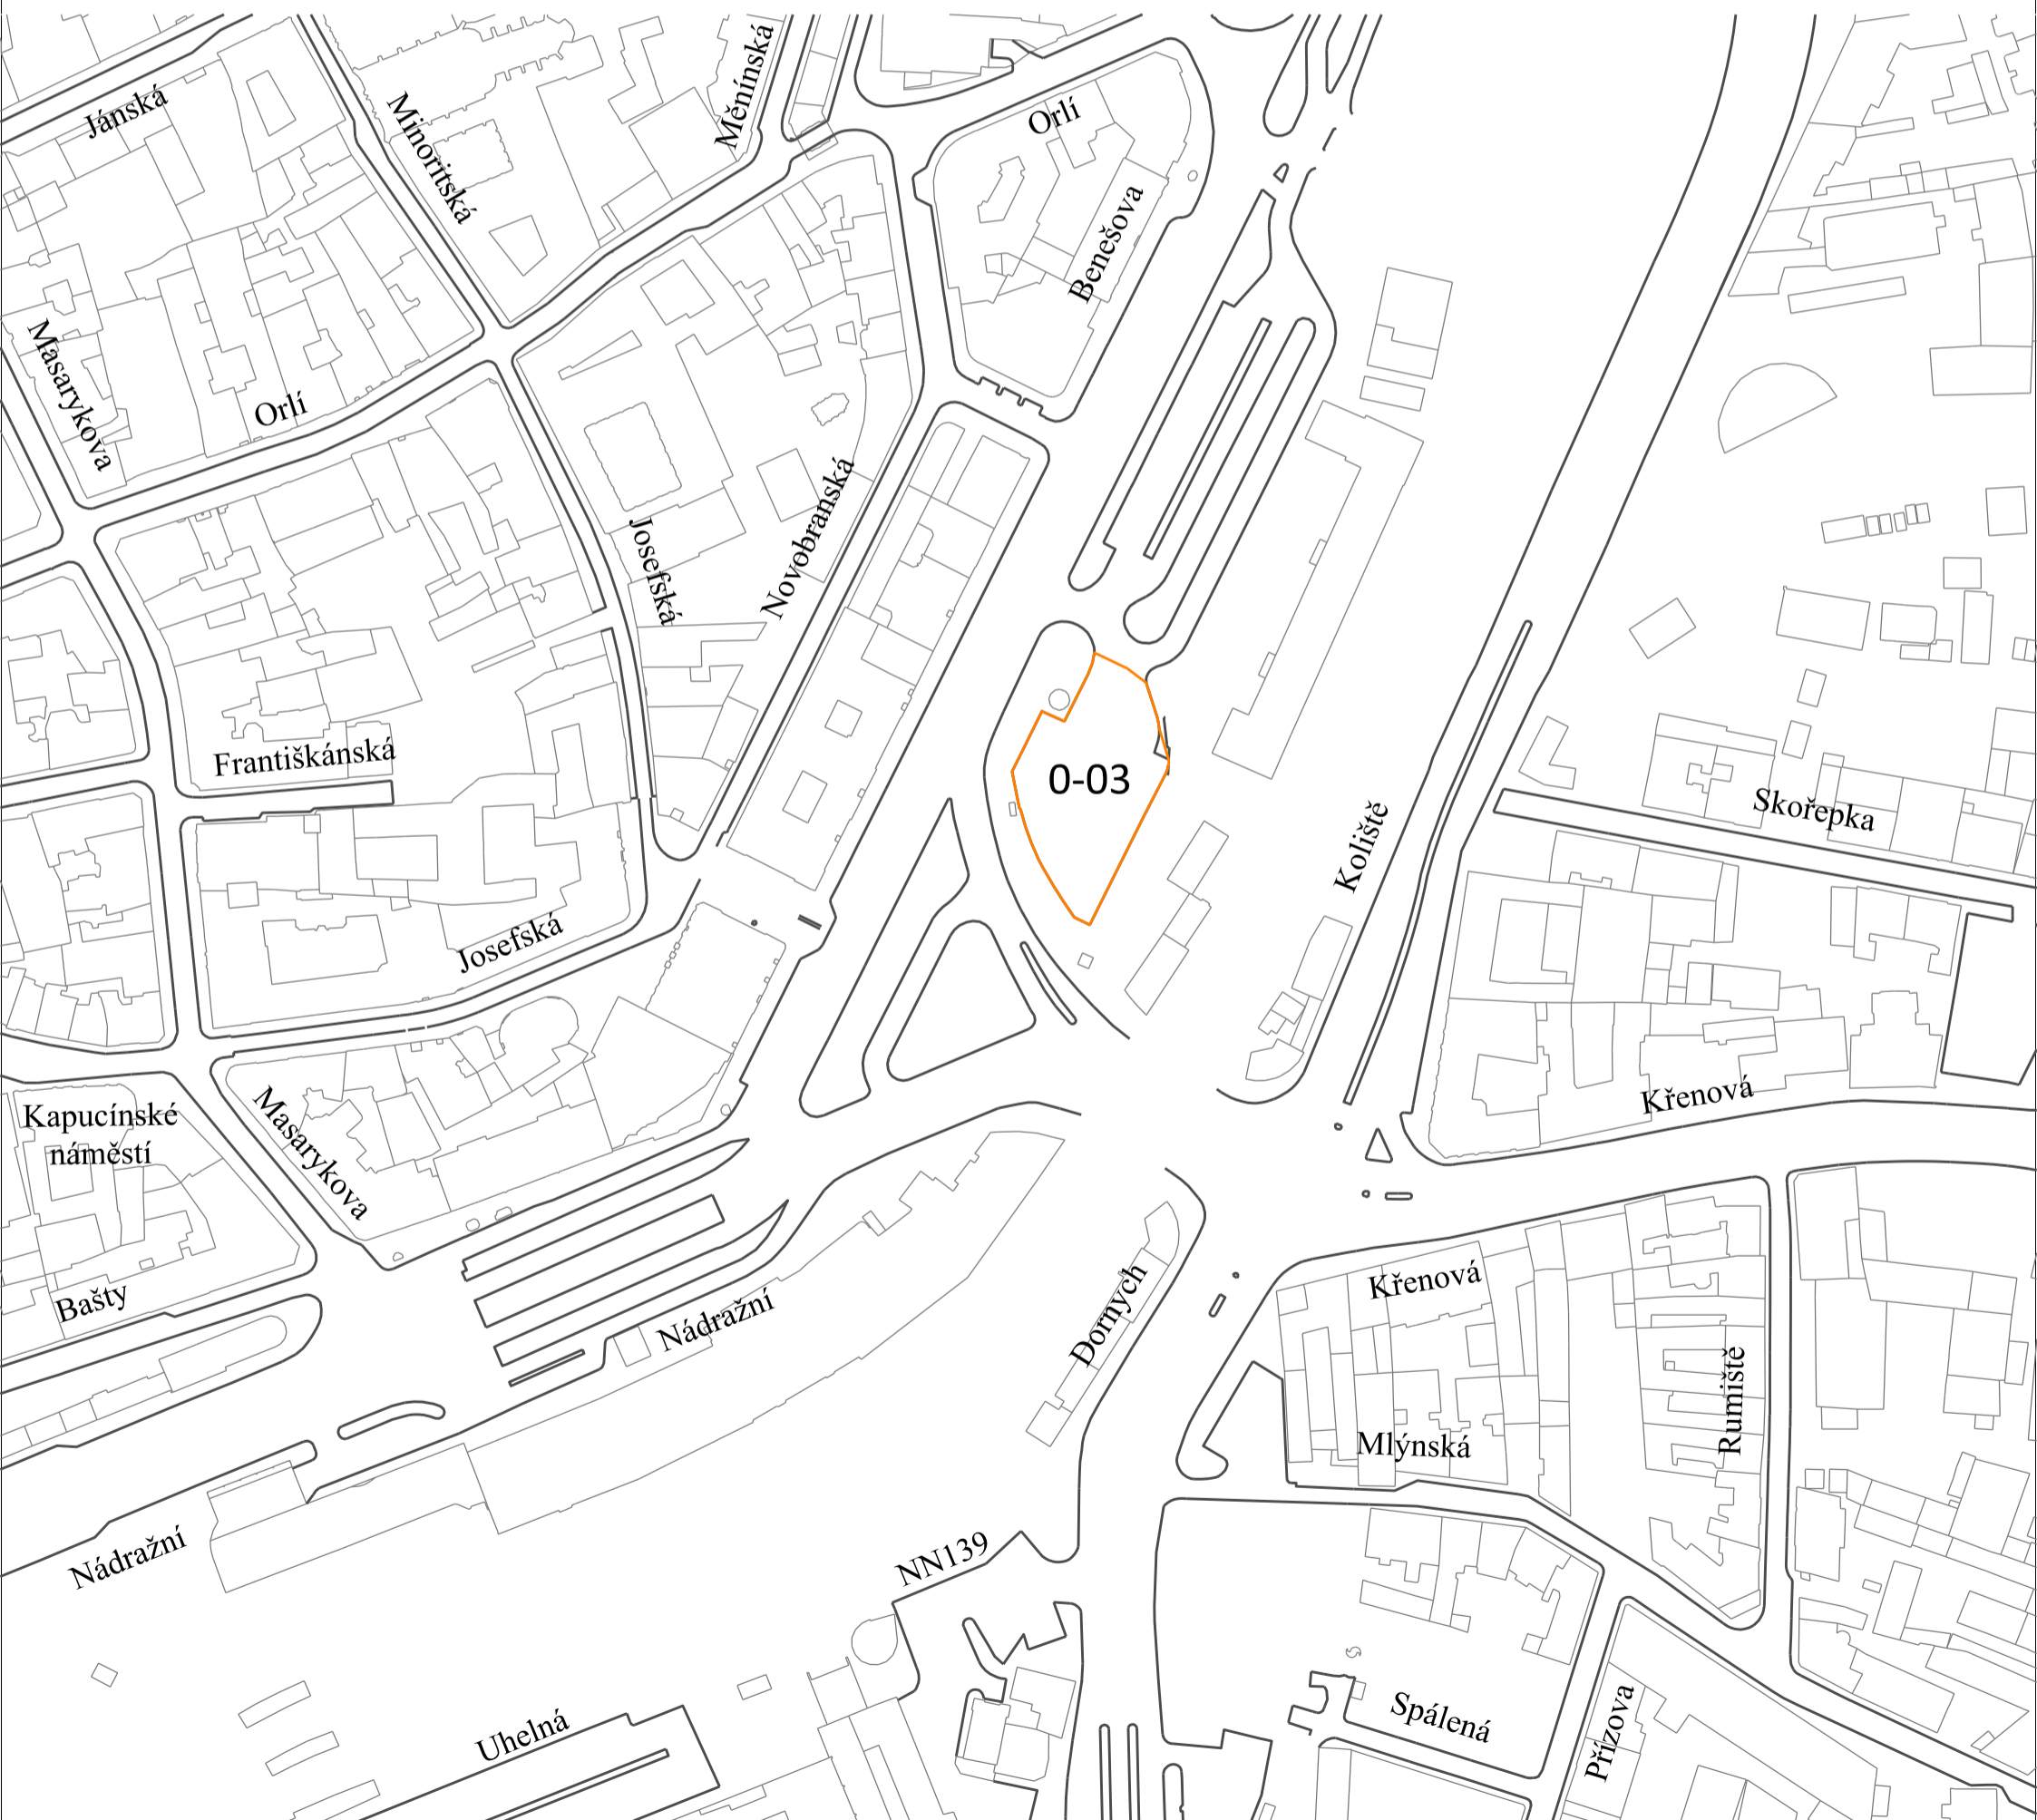 Jánská
Minoritská
Měnínská
Orlí
Benešova
Masarykova
Orlí
Josefská
Novobranská
Františkánská
0-03
Koliště
Skořepka
Josefská
Křenová
Kapucínské
náměstí
Masarykova
Bašty
Nádražní
Dornych
Křenová
Rumiště
Mlýnská
Nádražní
NN139
Uhelná
Spálená
Přízova